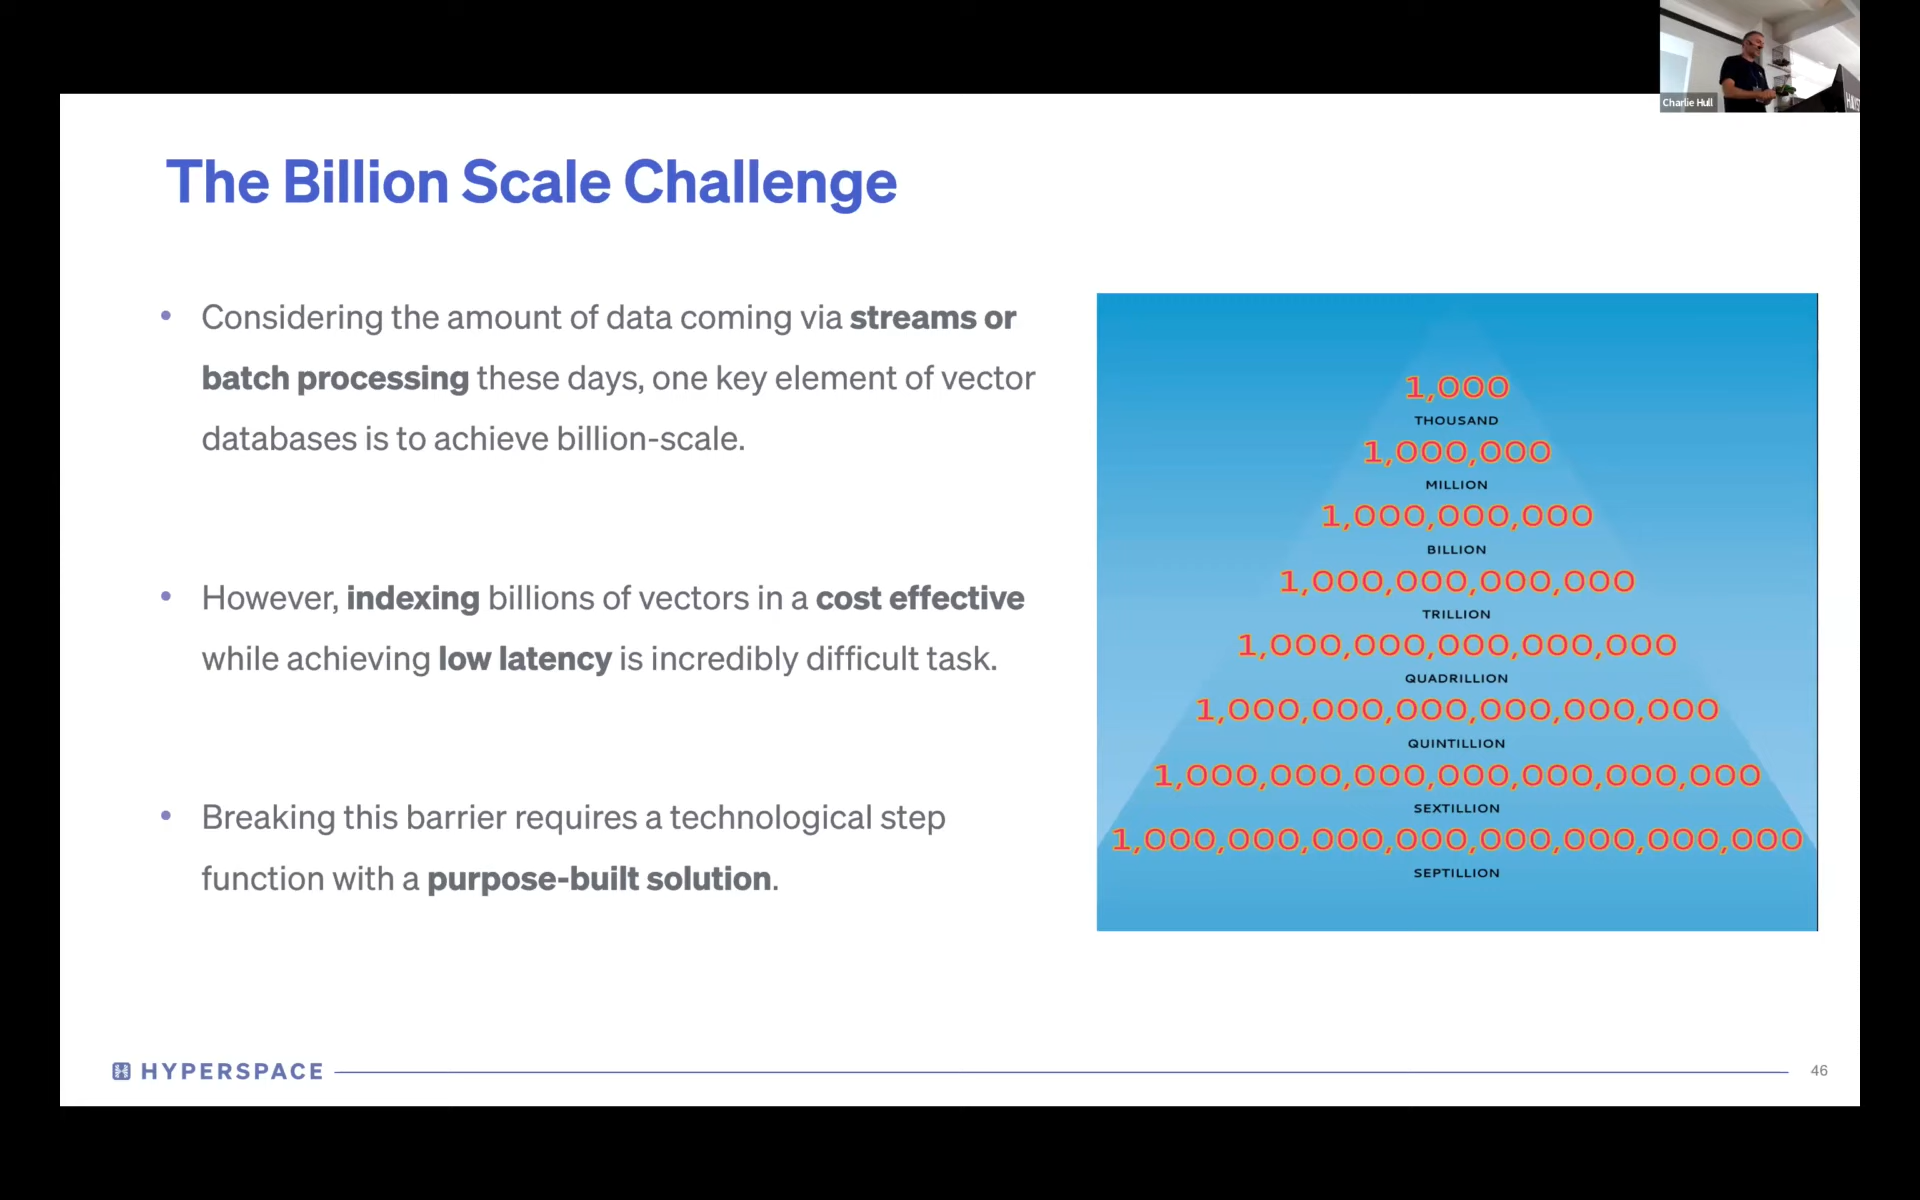 Charlie Hull
The Billion Scale Challenge
• Considering the amount of data coming via streams or
batch processing these days, one key element of vector
databases is to achieve billion-scale.
• However, indexing billions of vectors in a cost effective
while achieving low latency is incredibly difficult task.
• Breaking this barrier requires a technological step
function with a purpose-built solution.
1,000
THOUSAND
1,000,000
MILLION
1,000,000,000
BILLION
1,000,000,000,000
TRILLION
1,000,000,000,000,000
QUADRILLION
1,000,000,000,000,000,000
QUINTILLION
1,000,000,000,000,000,000,000
SEXTILLION
1,000,000,000,000,000,000,000,000
SEPTILLION
HYPERSPACE
46